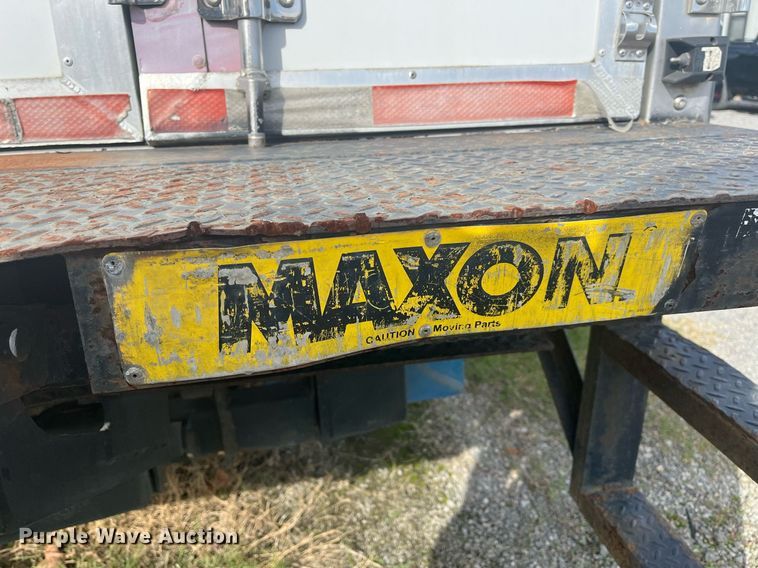 MAXON
CAUTION Moving Parts
Purple Wave Auction